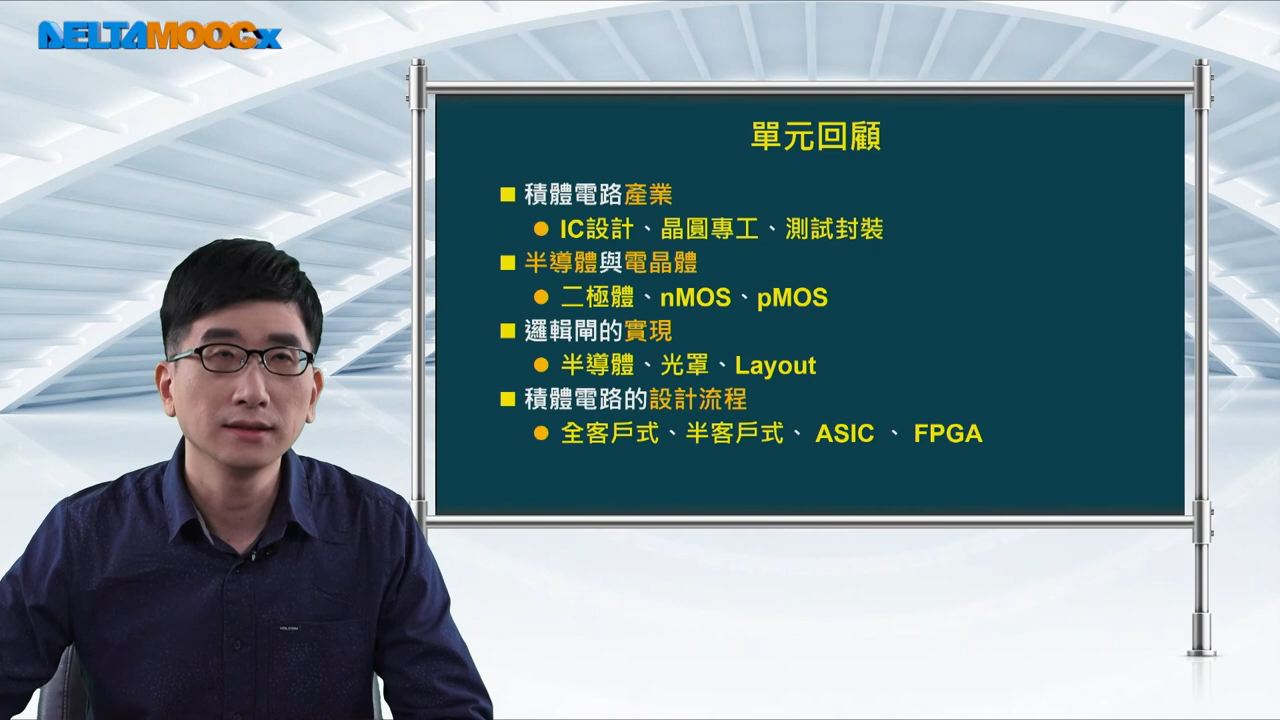 DELTAMOOCx
單元回顧
積體電路產業
IC設計、晶圓專工、測試封裝
半導體與電晶體
二極體、nMOS、pMOS
邏輯閘的實現
半導體、光罩、Layout
積體電路的設計流程
全客戶式、半客戶式、 ASIC 、 FPGA